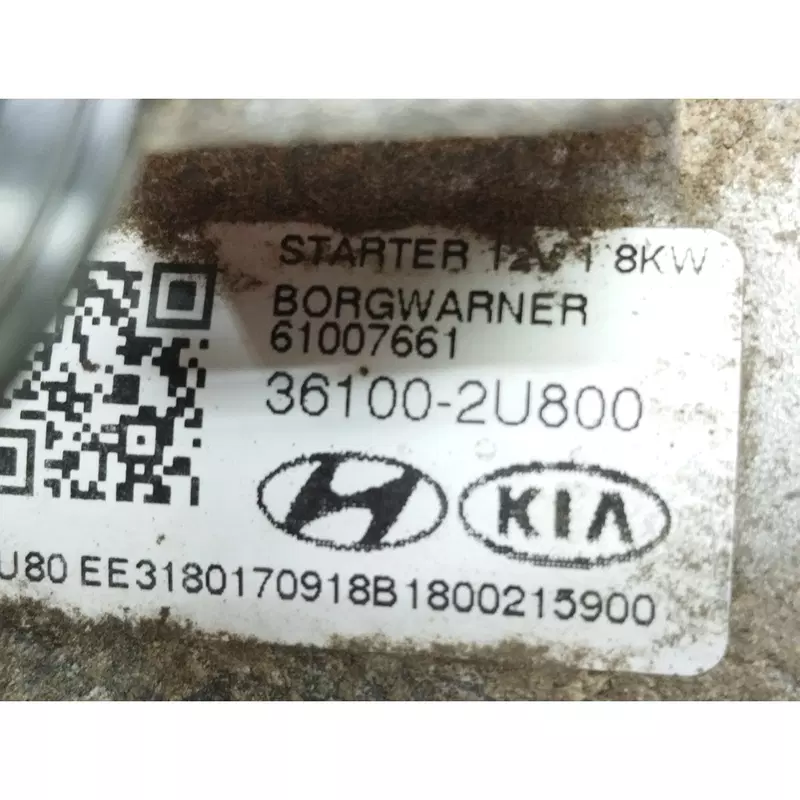 STARTER 12V 1.8KW
BORGWARNER
61007661
36100-2U800
KIA
U80 EE3180170918B1800215900